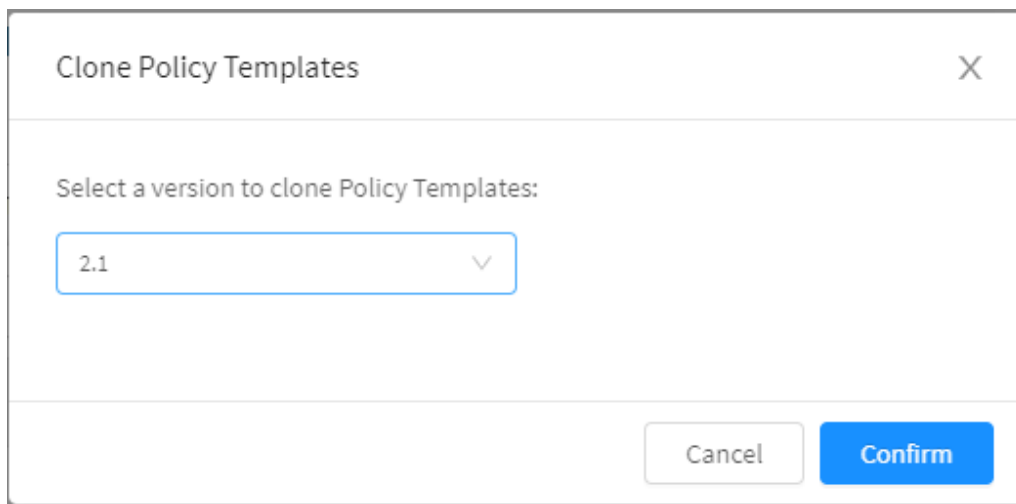 Clone Policy Templates
X
Select a version to clone Policy Templates:
2.1
Cancel
Confirm